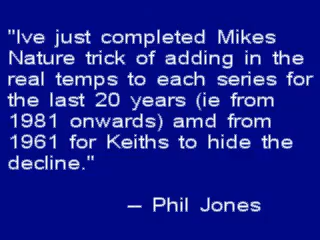 "Ive just completed Mikes
Nature trick of adding in the
real temps to each series for
the last 20 years (ie from
1981 onwards) amd from
1961 for Keiths to hide the
decline."
– Phil Jones